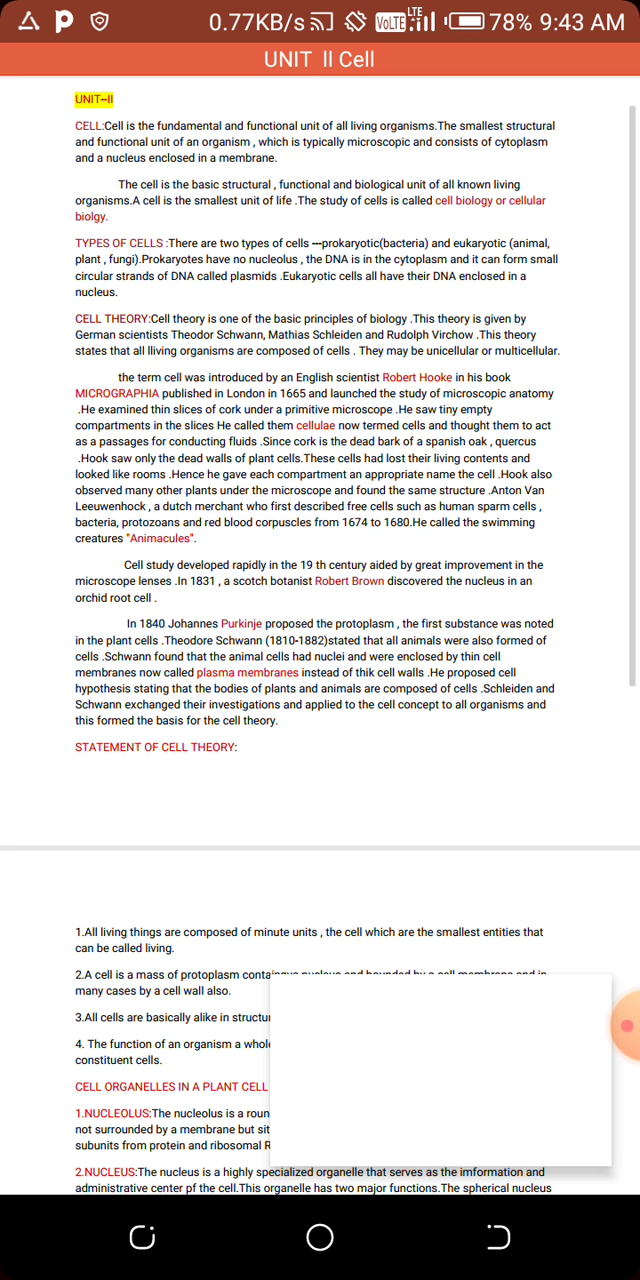 0.77KB/s VoLTE LTE 78% 9:43 AM
UNIT II Cell
UNIT--II
CELL:Cell is the fundamental and functional unit of all living organisms.The smallest structural
and functional unit of an organism , which is typically microscopic and consists of cytoplasm
and a nucleus enclosed in a membrane.
The cell is the basic structural , functional and biological unit of all known living
organisms.A cell is the smallest unit of life .The study of cells is called cell biology or cellular
biolgy.
TYPES OF CELLS :There are two types of cells ---prokaryotic(bacteria) and eukaryotic (animal,
plant , fungi).Prokaryotes have no nucleolus , the DNA is in the cytoplasm and it can form small
circular strands of DNA called plasmids .Eukaryotic cells all have their DNA enclosed in a
nucleus.
CELL THEORY:Cell theory is one of the basic principles of biology .This theory is given by
German scientists Theodor Schwann, Mathias Schleiden and Rudolph Virchow .This theory
states that all lliving organisms are composed of cells . They may be unicellular or multicellular.
the term cell was introduced by an English scientist Robert Hooke in his book
MICROGRAPHIA published in London in 1665 and launched the study of microscopic anatomy
.He examined thin slices of cork under a primitive microscope .He saw tiny empty
compartments in the slices He called them cellulae now termed cells and thought them to act
as a passages for conducting fluids .Since cork is the dead bark of a spanish oak , quercus
.Hook saw only the dead walls of plant cells.These cells had lost their living contents and
looked like rooms .Hence he gave each compartment an appropriate name the cell .Hook also
observed many other plants under the microscope and found the same structure .Anton Van
Leeuwenhock , a dutch merchant who first described free cells such as human sparm cells ,
bacteria, protozoans and red blood corpuscles from 1674 to 1680.He called the swimming
creatures "Animacules".
Cell study developed rapidly in the 19 th century aided by great improvement in the
microscope lenses .In 1831 , a scotch botanist Robert Brown discovered the nucleus in an
orchid root cell .
In 1840 Johannes Purkinje proposed the protoplasm , the first substance was noted
in the plant cells .Theodore Schwann (1810-1882)stated that all animals were also formed of
cells .Schwann found that the animal cells had nuclei and were enclosed by thin cell
membranes now called plasma membranes instead of thik cell walls .He proposed cell
hypothesis stating that the bodies of plants and animals are composed of cells .Schleiden and
Schwann exchanged their investigations and applied to the cell concept to all organisms and
this formed the basis for the cell theory.
STATEMENT OF CELL THEORY:
1.All living things are composed of minute units , the cell which are the smallest entities that
can be called living.
2.A cell is a mass of protoplasm nucleus and bounded by a cell membrane and in
many cases by a cell wall also.
3.All cells are basically alike in
4. The function of an organism a
constituent cells.
CELL ORGANELLES IN A PLANT CELL
1.NUCLEOLUS:The nucleolus is a
not surrounded by a membrane but
subunits from protein and ribosomal
2.NUCLEUS:The nucleus is a highly specialized organelle that serves as the imformation and
administrative center pf the cell.This organelle has two major functions.The spherical nucleus